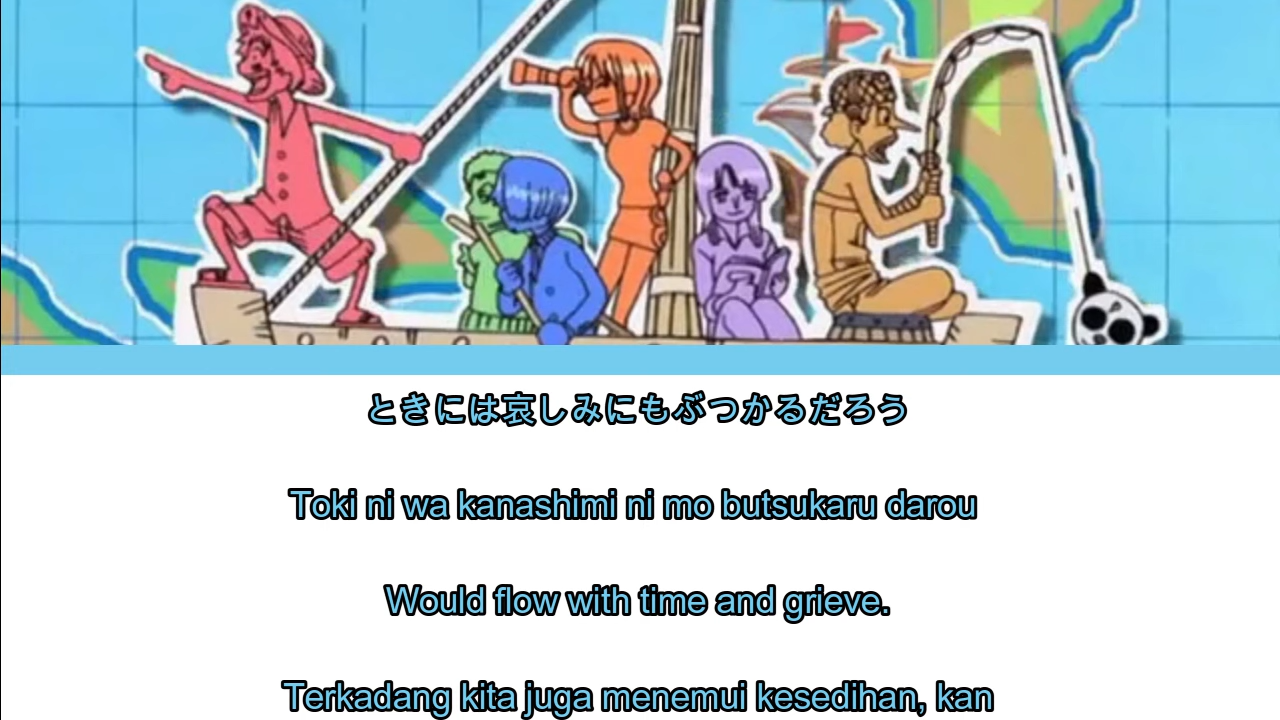 ときには哀しみにもぶつかるだろう
Toki ni wa kanashimi ni mo butsukaru darou
Would flow with time and grieve.
Terkadang kita juga menemui kesedihan, kan